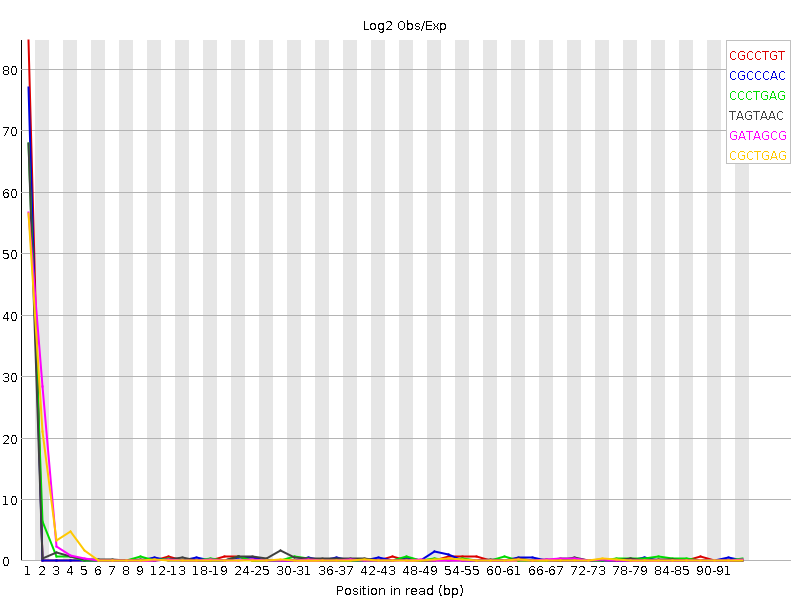 Log2 Obs/Exp
CGCCTGT
CGCCCAC
CCCTGAG
TAGTAAC
GATAGCG
CGCTGAG
80
70
60
50
40
30
20
10
0
1 2 3 4 5 6 7 8 9 12-13 18-19 24-25 30-31 36-37 42-43 48-49 54-55 60-61 66-67 72-73 78-79 84-85 90-91
Position in read (bp)